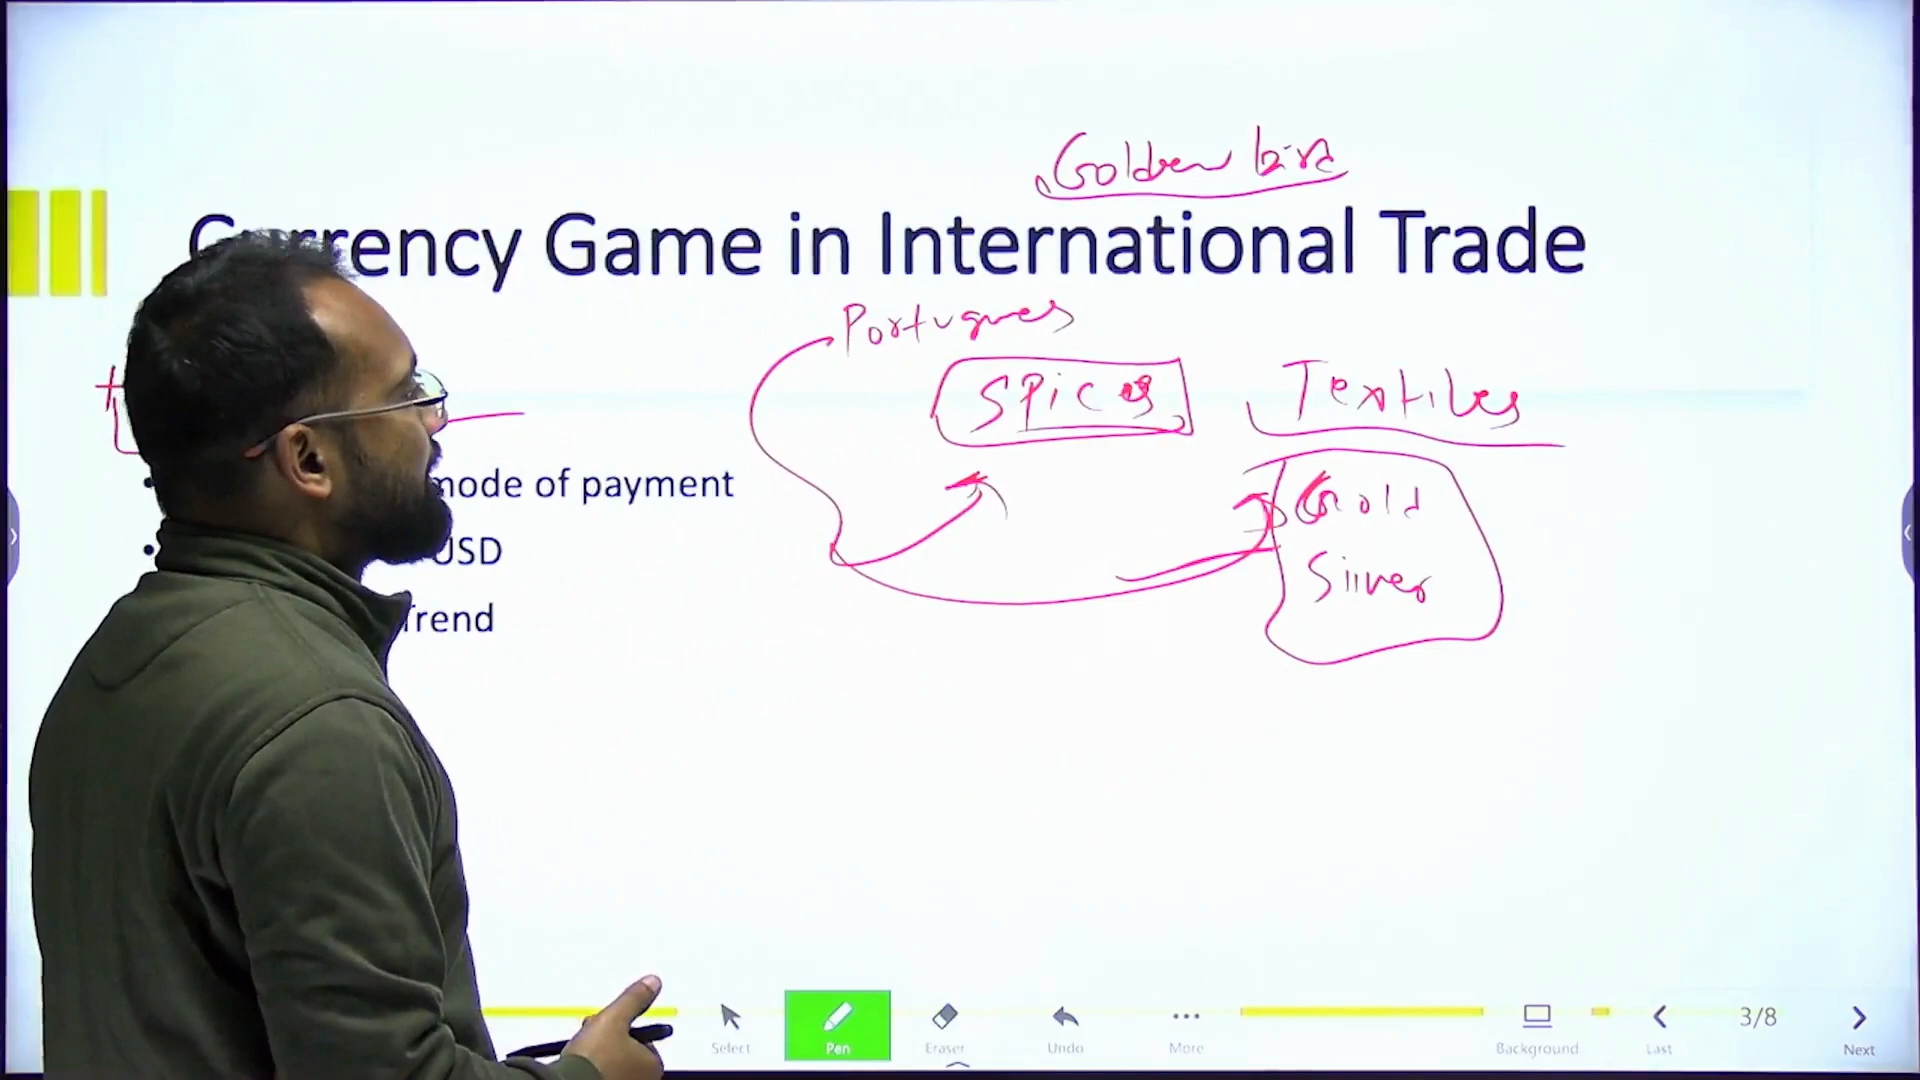 Golden bird
Currency Game in International Trade
Portugues
Spices
Textiles
mode of payment
Gold
USD
Silver
Trend
Select
Pen
Eraser
Undo
More
Background
Last
3/8
Next